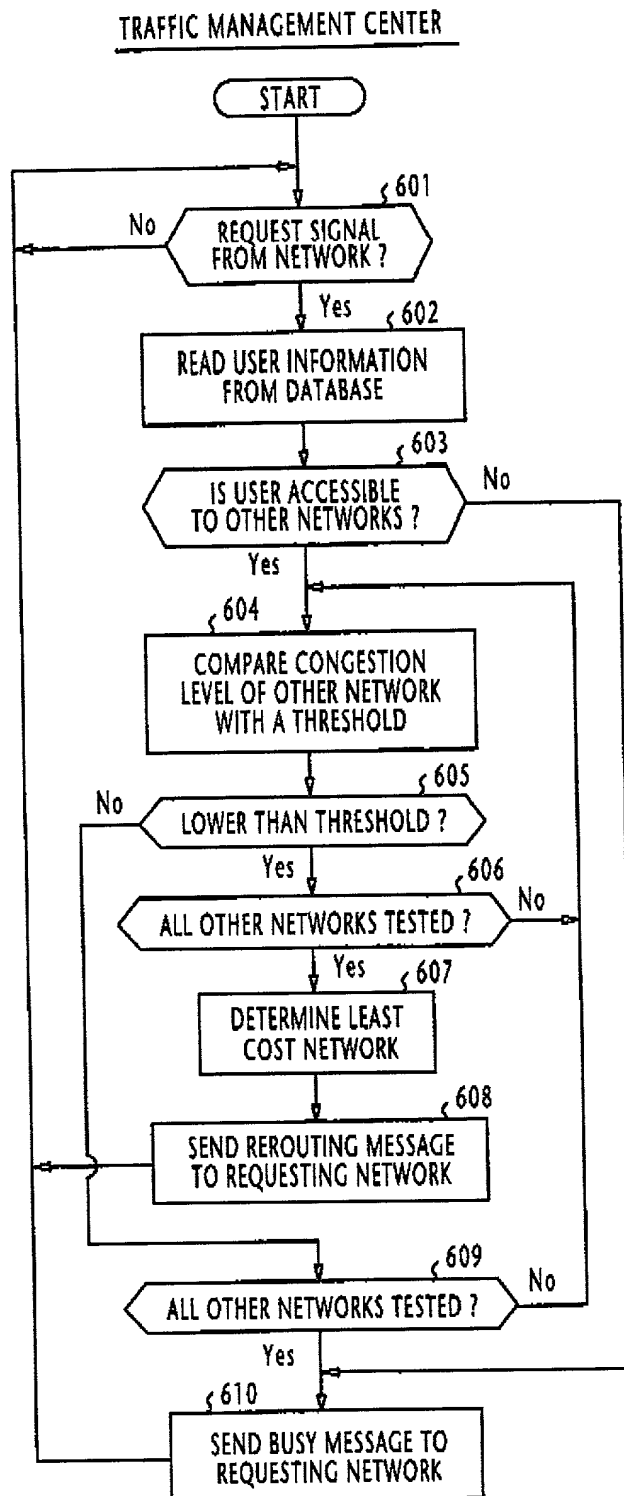 TRAFFIC MANAGEMENT CENTER
START
601
No
REQUEST SIGNAL
FROM NETWORK ?
Yes
602
READ USER INFORMATION
FROM DATABASE
603
No
IS USER ACCESSIBLE
TO OTHER NETWORKS ?
Yes
604
COMPARE CONGESTION
LEVEL OF OTHER NETWORK
WITH A THRESHOLD
605
No
LOWER THAN THRESHOLD ?
Yes
606
No
ALL OTHER NETWORKS TESTED ?
Yes
607
DETERMINE LEAST
COST NETWORK
608
SEND REROUTING MESSAGE
TO REQUESTING NETWORK
609
No
ALL OTHER NETWORKS TESTED ?
Yes
610
SEND BUSY MESSAGE TO
REQUESTING NETWORK